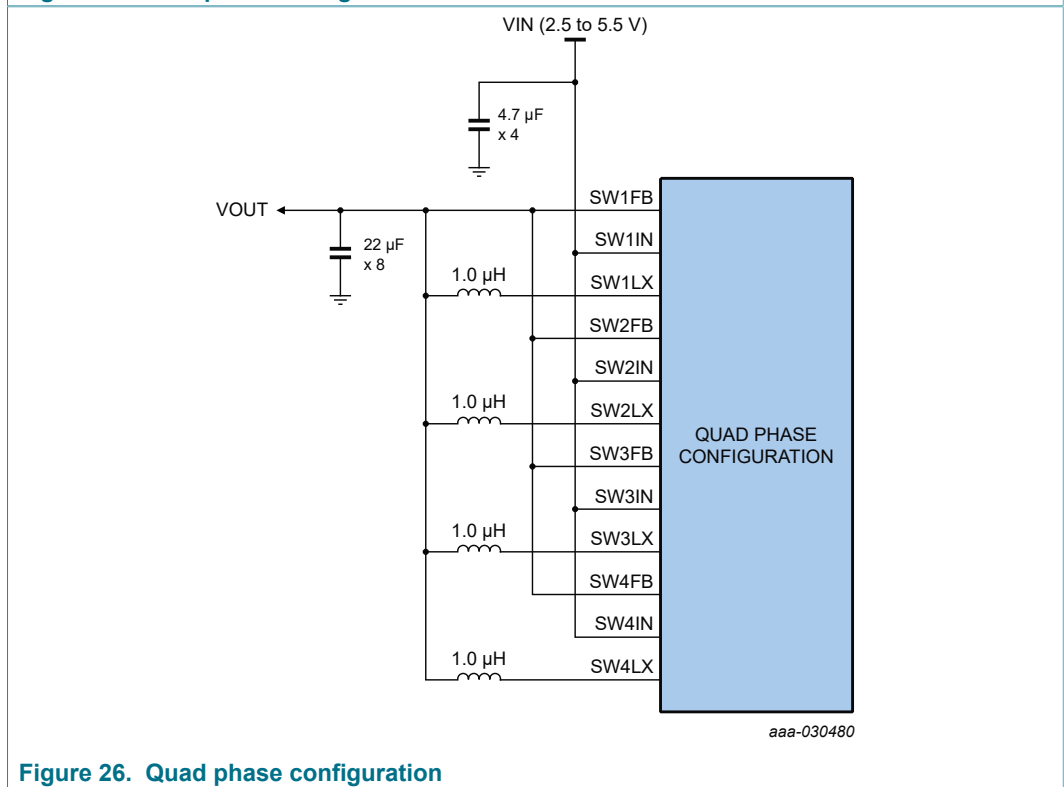 VIN (2.5 to 5.5 V)
4.7 µF
x 4
SW1FB
VOUT
SW1IN
22 µF
x 8
1.0 µH
SW1LX
SW2FB
SW2IN
1.0 µH
SW2LX
QUAD PHASE
CONFIGURATION
SW3FB
SW3IN
1.0 µH
SW3LX
SW4FB
SW4IN
1.0 µH
SW4LX
aaa-030480
Figure 26. Quad phase configuration